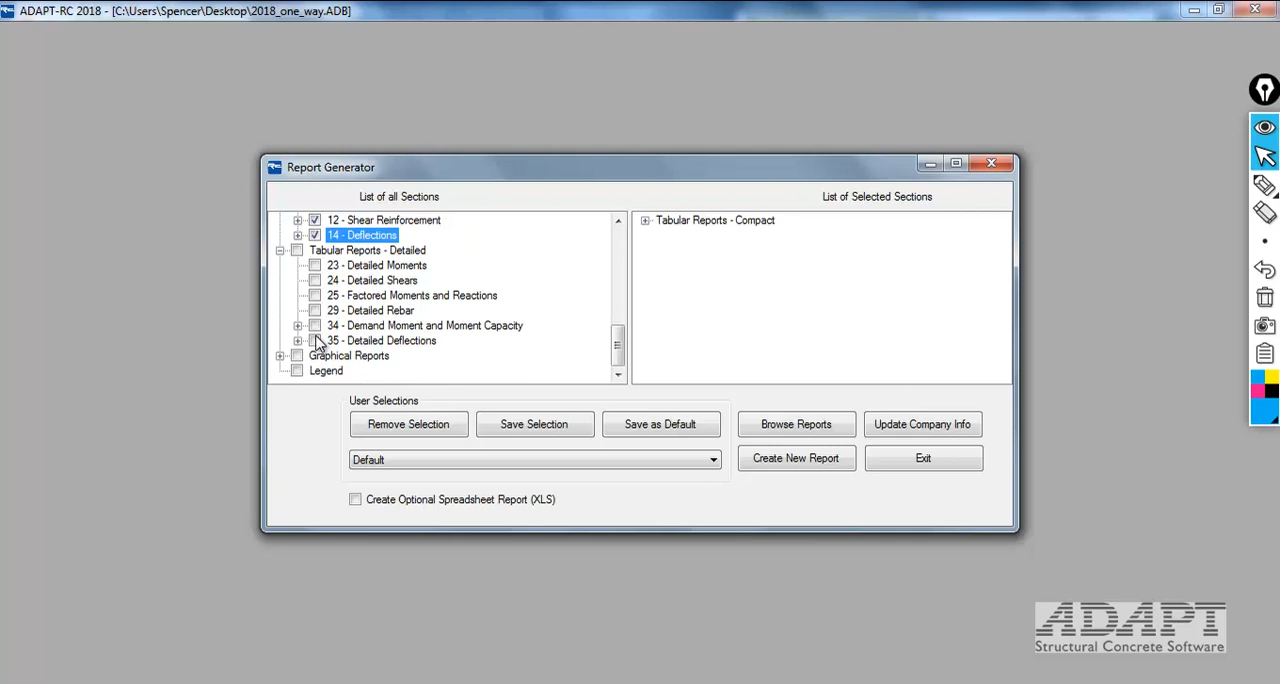 ADAPT-RC 2018 - [C:\Users\Spencer\Desktop\2018_one_way.ADB]
Report Generator
List of all Sections
List of Selected Sections
12 - Shear Reinforcement
14 - Deflections
Tabular Reports - Detailed
23 - Detailed Moments
24 - Detailed Shears
25 - Factored Moments and Reactions
29 - Detailed Rebar
34 - Demand Moment and Moment Capacity
35 - Detailed Deflections
Graphical Reports
Legend
Tabular Reports - Compact
User Selections
Remove Selection
Save Selection
Save as Default
Browse Reports
Update Company Info
Default
Create New Report
Exit
Create Optional Spreadsheet Report (XLS)
ADAPT
Structural Concrete Software